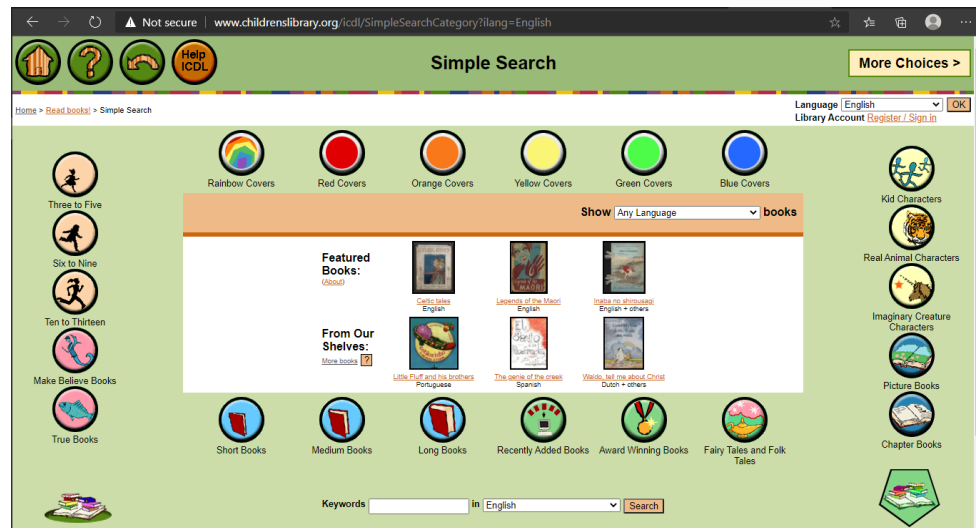 Not secure
www.childrenslibrary.org/icdl/SimpleSearchCategory?ilang=English
Help
ICDL
Simple Search
More Choices >
Home > Read books! > Simple Search
Language English OK
Library Account Register / Sign in
Rainbow Covers
Red Covers
Orange Covers
Yellow Covers
Green Covers
Blue Covers
Three to Five
Six to Nine
Ten to Thirteen
Make Believe Books
True Books
Show Any Language books
Featured
Books:
(About)
Celtic tales
English
Legends of the Maori
English
Inaba no shirousagi
English + others
From Our
Shelves:
More books ?
Little Fluff and his brothers
Portuguese
The genie of the creek
Spanish
Waldo, tell me about Christ
Dutch + others
Kid Characters
Real Animal Characters
Imaginary Creature
Characters
Picture Books
Chapter Books
Short Books
Medium Books
Long Books
Recently Added Books
Award Winning Books
Fairy Tales and Folk
Tales
Keywords in English Search